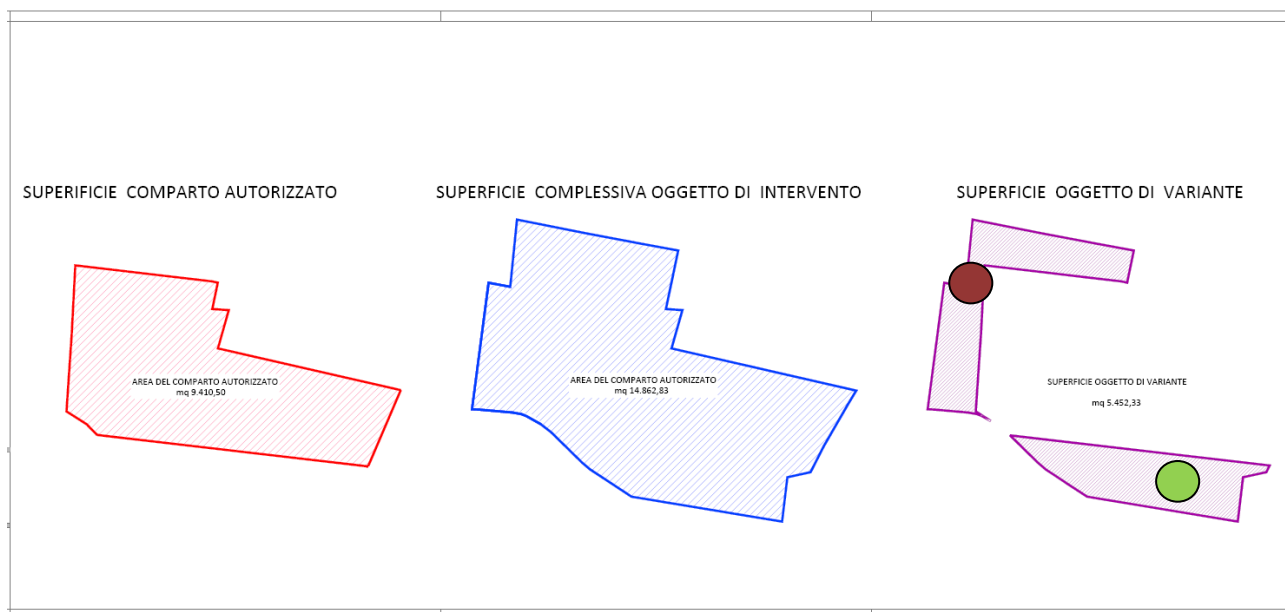 SUPERIFICIE COMPARTO AUTORIZZATO
SUPERFICIE COMPLESSIVA OGGETTO DI INTERVENTO
SUPERFICIE OGGETTO DI VARIANTE
AREA DEL COMPARTO AUTORIZZATO
mq 9.410,50
AREA DEL COMPARTO AUTORIZZATO
mq 14.862,83
SUPERFICIE OGGETTO DI VARIANTE
mq 5.452,33